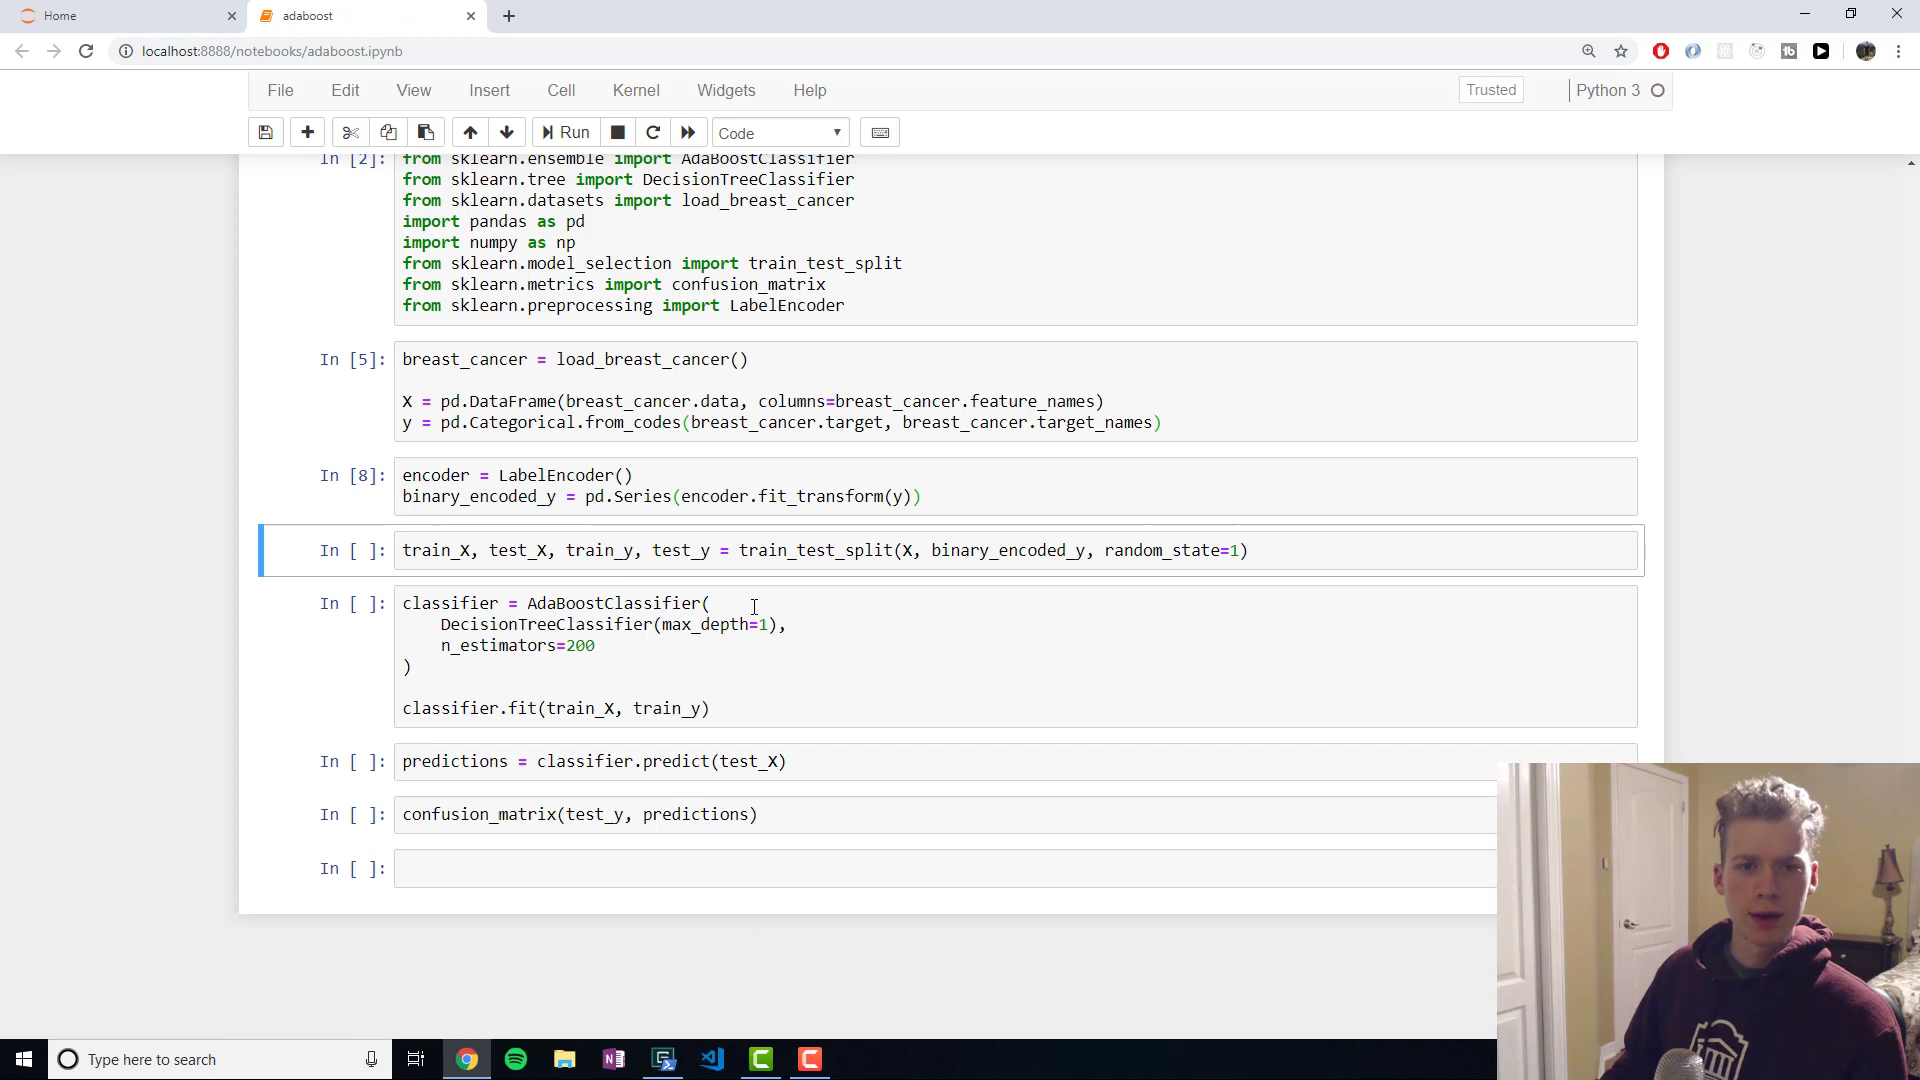 Home
adaboost
localhost:8888/notebooks/adaboost.ipynb
File Edit View Insert Cell Kernel Widgets Help
Trusted
Python 3
Run
Code
In [2]:
from sklearn.ensemble import AdaBoostClassifier
from sklearn.tree import DecisionTreeClassifier
from sklearn.datasets import load_breast_cancer
import pandas as pd
import numpy as np
from sklearn.model_selection import train_test_split
from sklearn.metrics import confusion_matrix
from sklearn.preprocessing import LabelEncoder
In [5]:
breast_cancer = load_breast_cancer()
X = pd.DataFrame(breast_cancer.data, columns=breast_cancer.feature_names)
y = pd.Categorical.from_codes(breast_cancer.target, breast_cancer.target_names)
In [8]:
encoder = LabelEncoder()
binary_encoded_y = pd.Series(encoder.fit_transform(y))
In [ ]:
train_X, test_X, train_y, test_y = train_test_split(X, binary_encoded_y, random_state=1)
In [ ]:
classifier = AdaBoostClassifier(
DecisionTreeClassifier(max_depth=1),
n_estimators=200
)
classifier.fit(train_X, train_y)
In [ ]:
predictions = classifier.predict(test_X)
In [ ]:
confusion_matrix(test_y, predictions)
In [ ]:
Type here to search